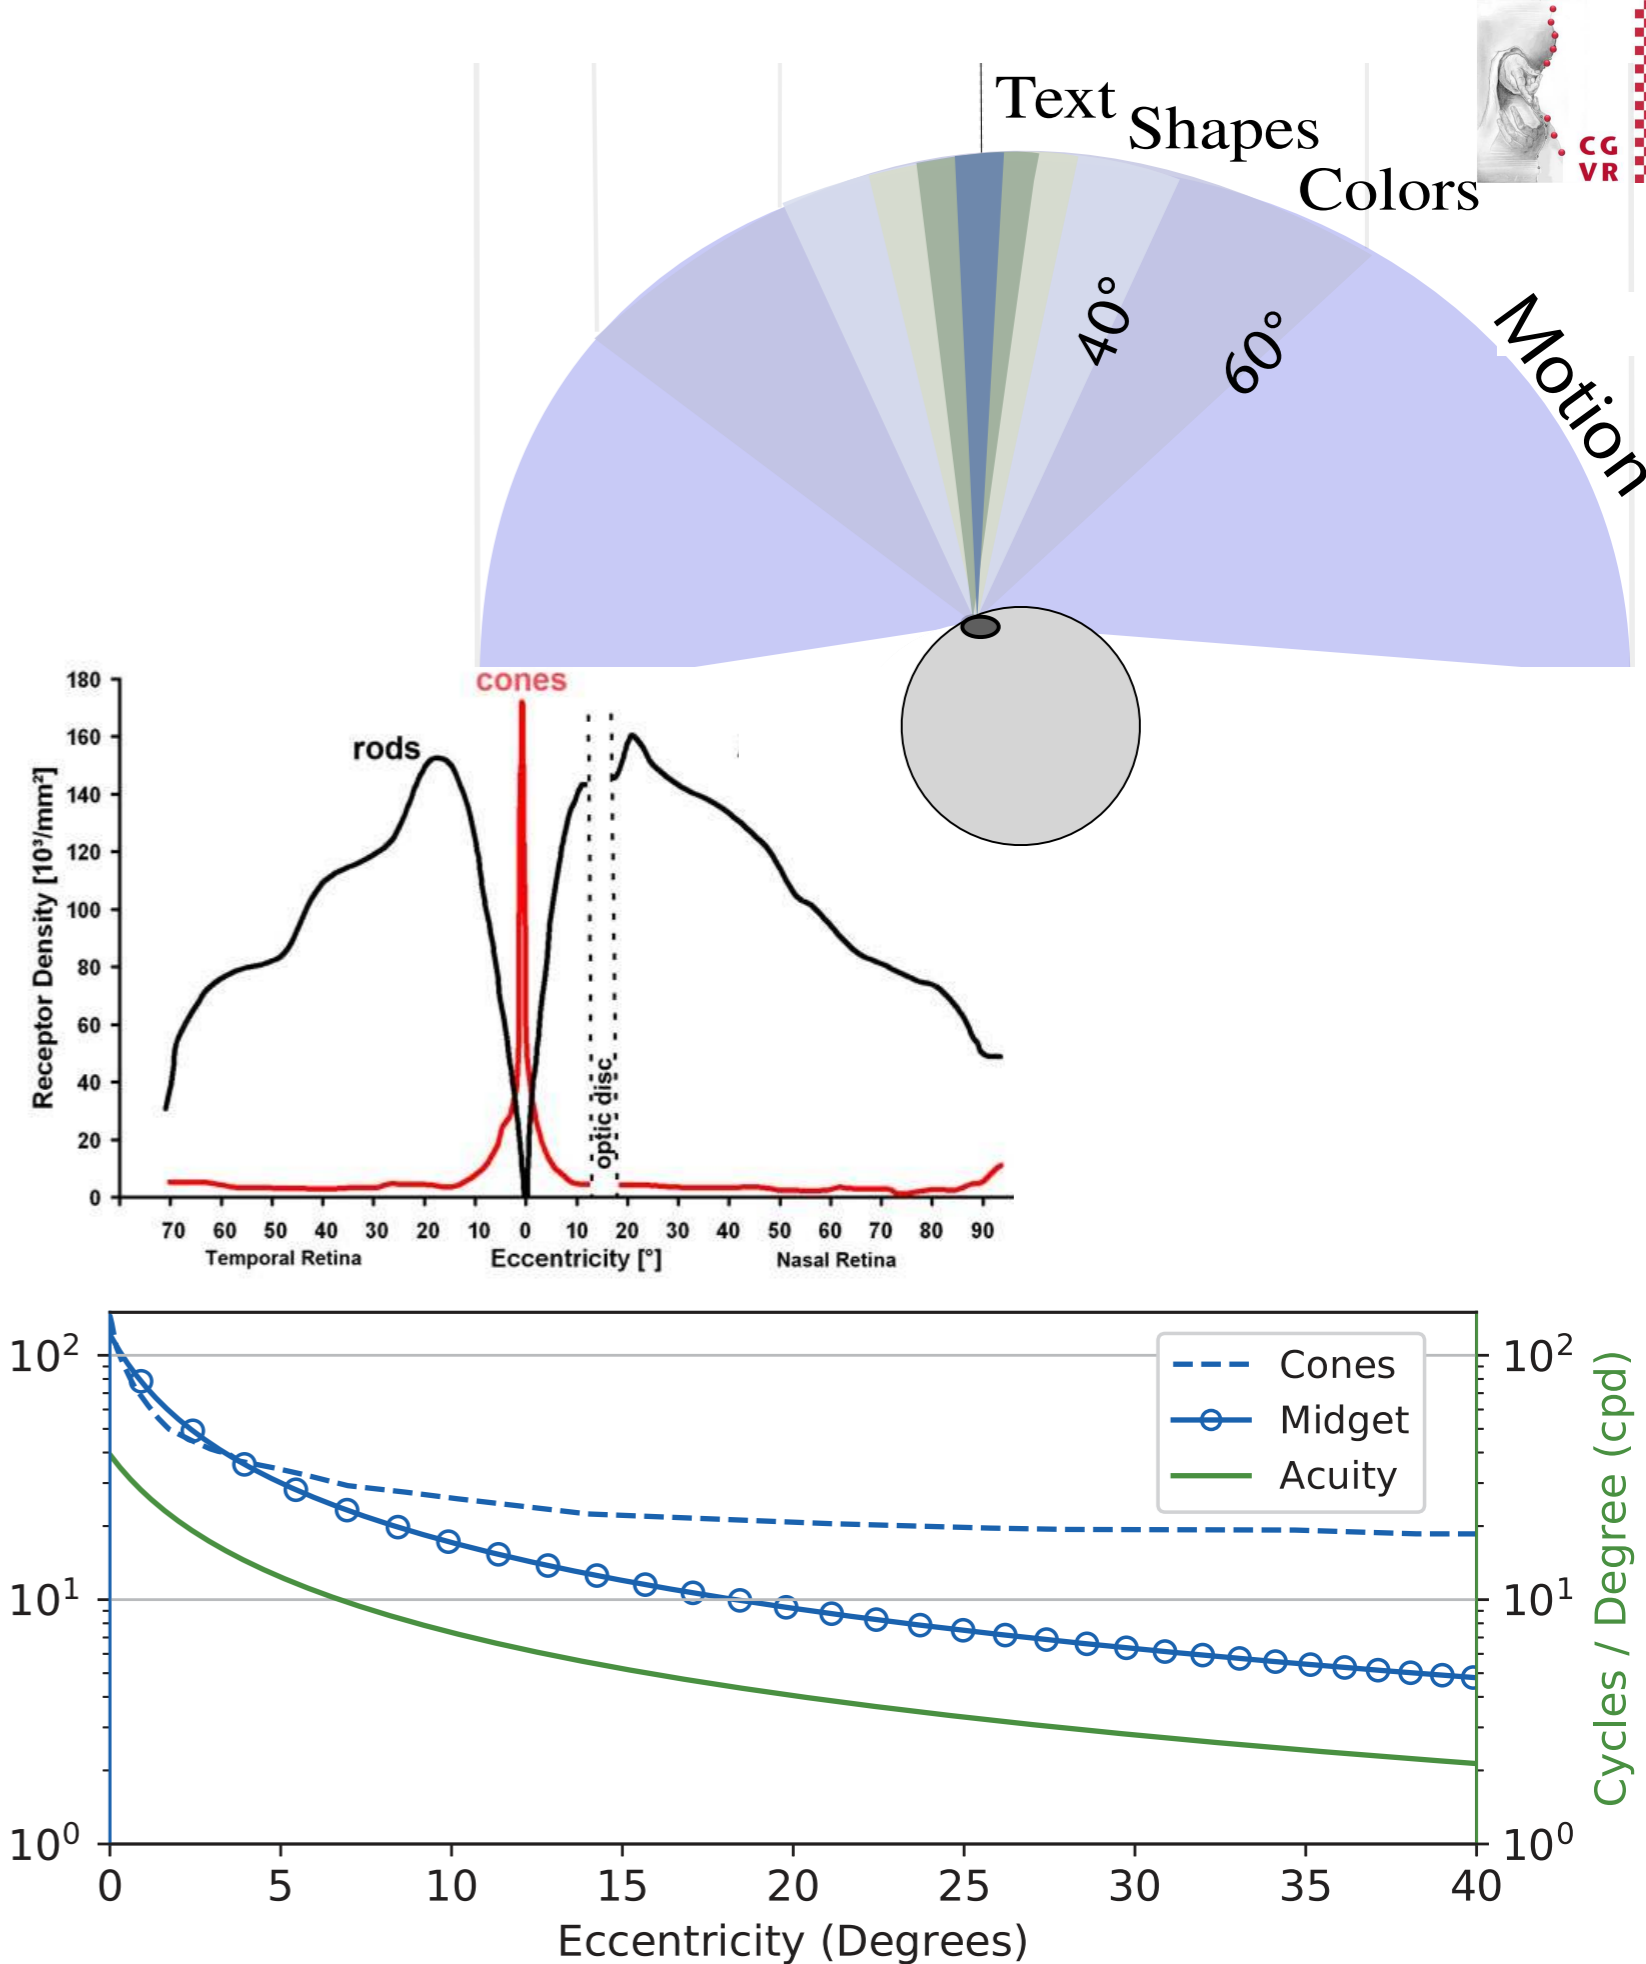 Text
Shapes
Colors
CG
VR
40°
60°
Motion
cones
rods
Receptor Density [10³/mm²]
180
160
140
120
100
80
60
40
20
0
optic disc
70 60 50 40 30 20 10 0 10 20 30 40 50 60 70 80 90
Temporal Retina Eccentricity [°] Nasal Retina
10² 10²
10¹ 10¹
10⁰ 10⁰
Cones
Midget
Acuity
Cycles / Degree (cpd)
0 5 10 15 20 25 30 35 40
Eccentricity (Degrees)